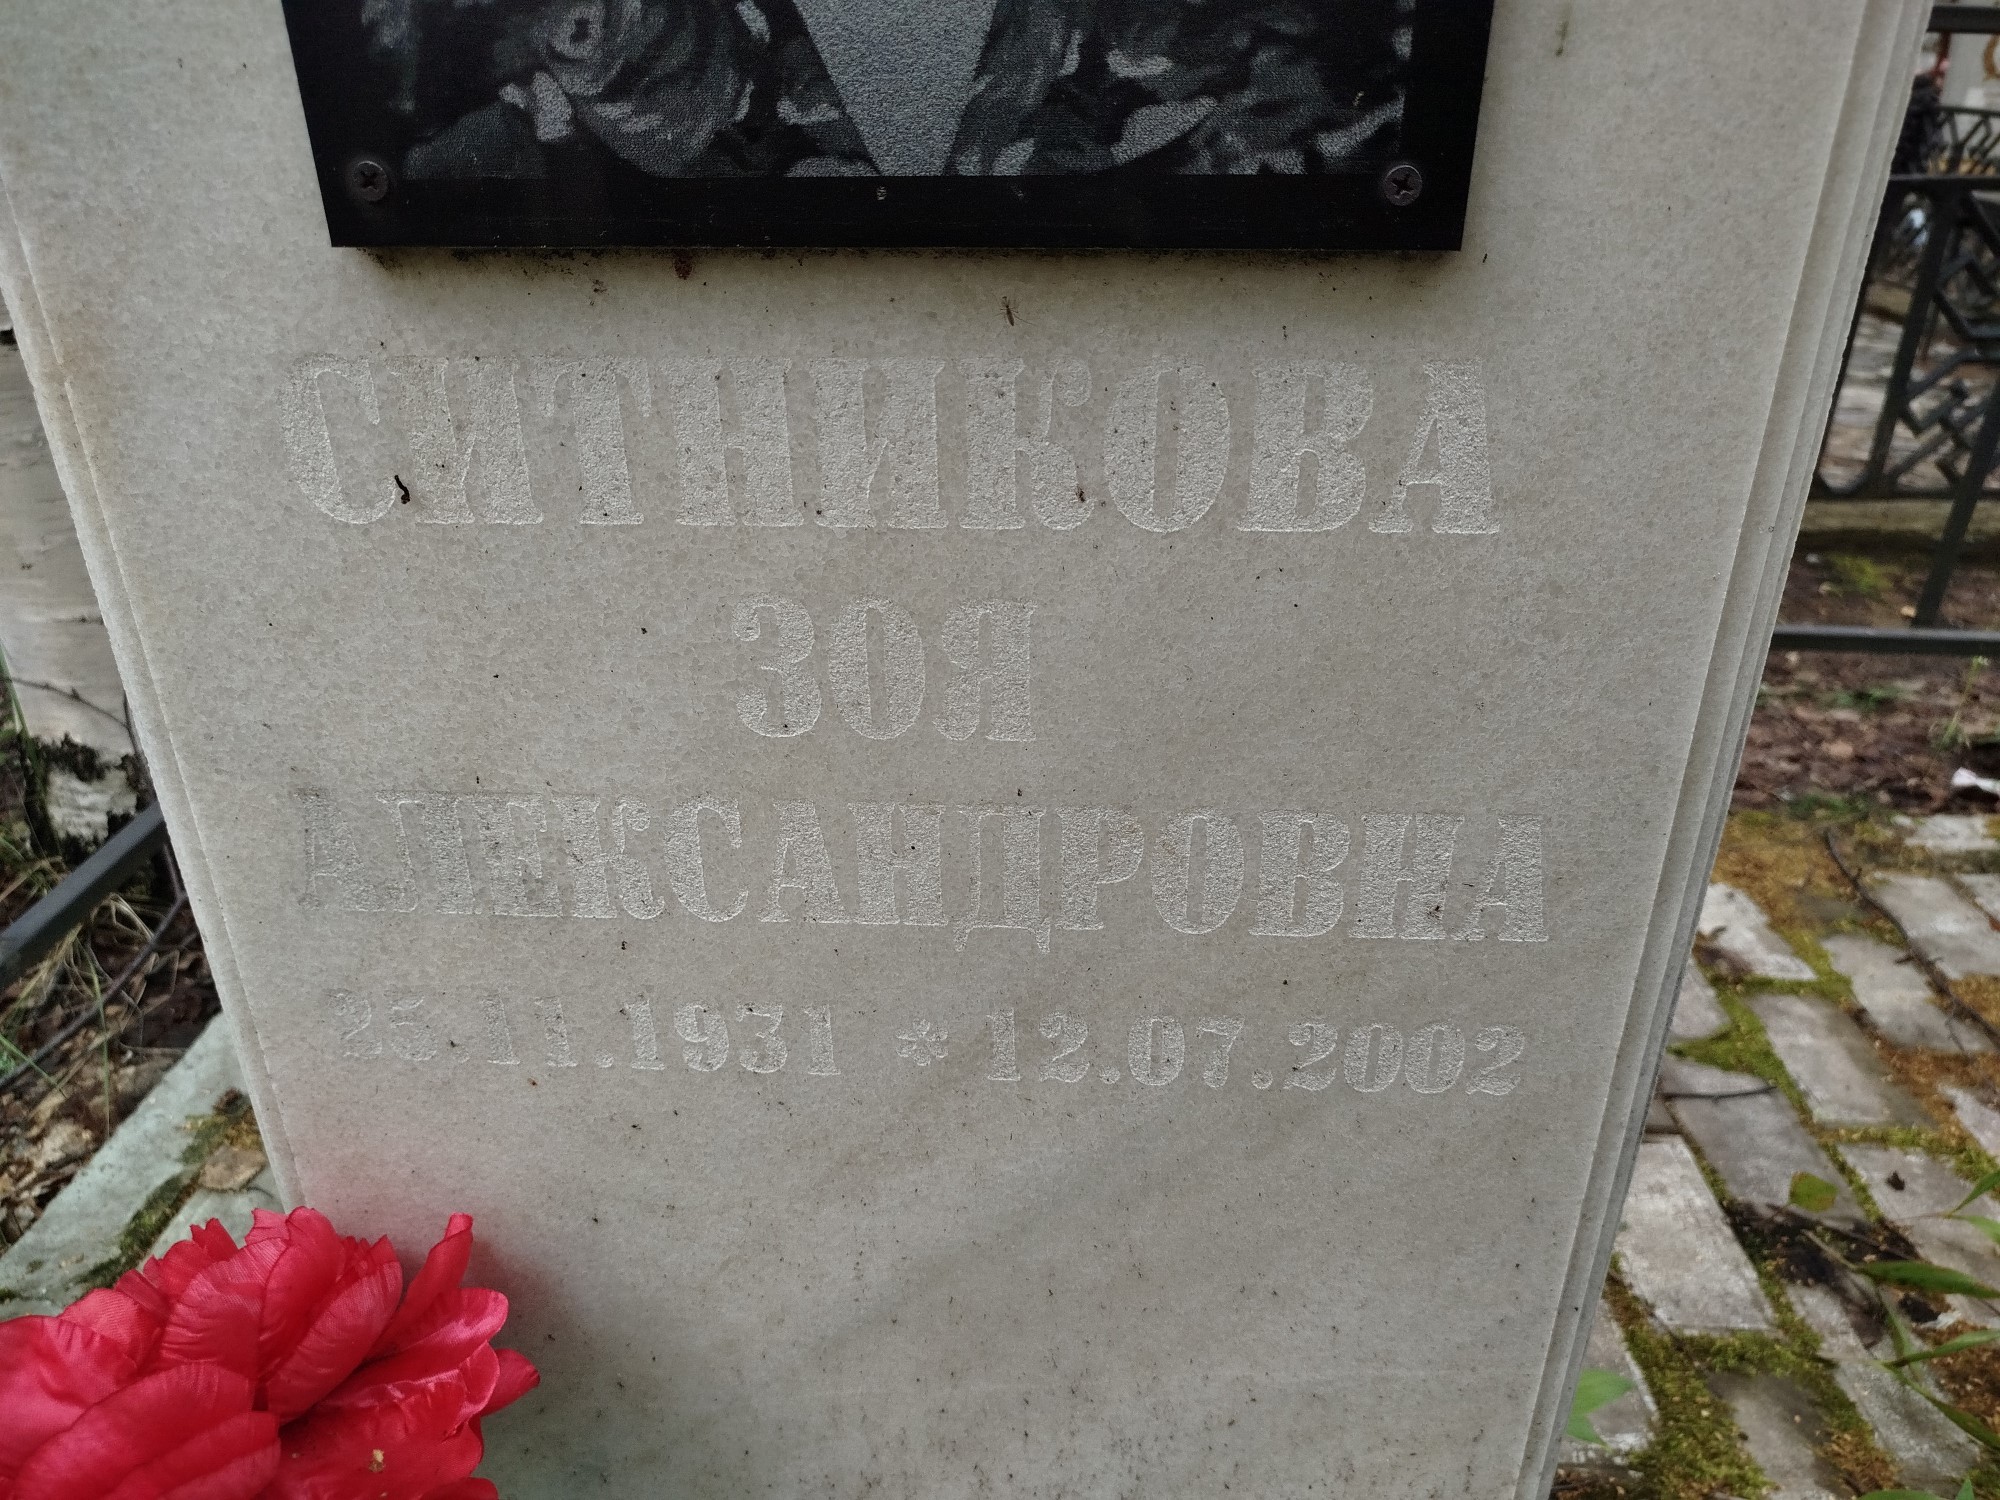 СИТНИКОВА
ЗОЯ
АЛЕКСАНДРОВНА
25.11.1931 * 12.07.2002